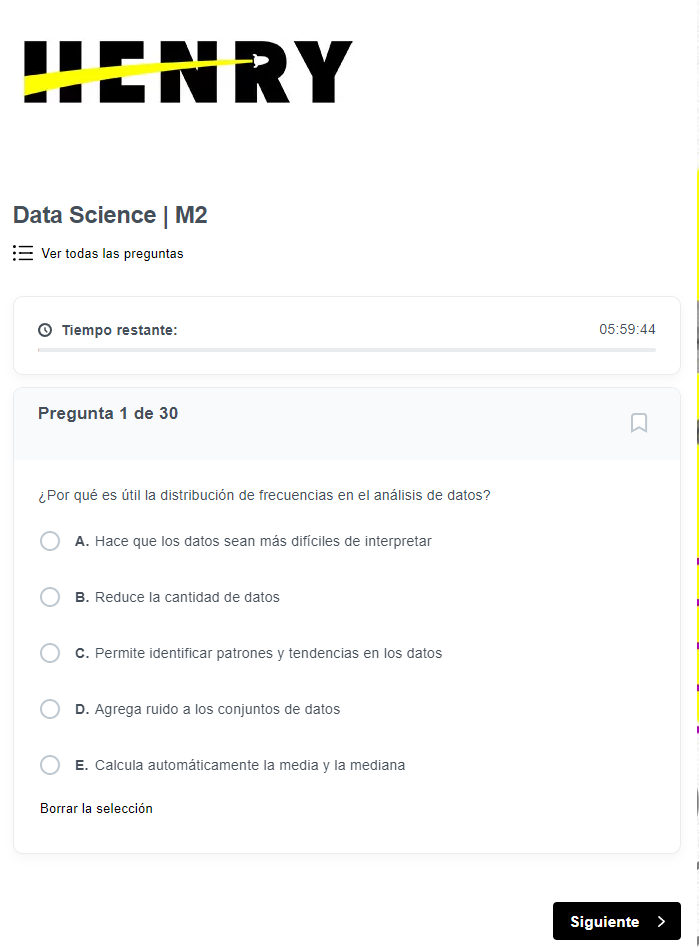 HENRY
Data Science | M2
Ver todas las preguntas
Tiempo restante: 05:59:44
Pregunta 1 de 30
¿Por qué es útil la distribución de frecuencias en el análisis de datos?
A. Hace que los datos sean más difíciles de interpretar
B. Reduce la cantidad de datos
C. Permite identificar patrones y tendencias en los datos
D. Agrega ruido a los conjuntos de datos
E. Calcula automáticamente la media y la mediana
Borrar la selección
Siguiente